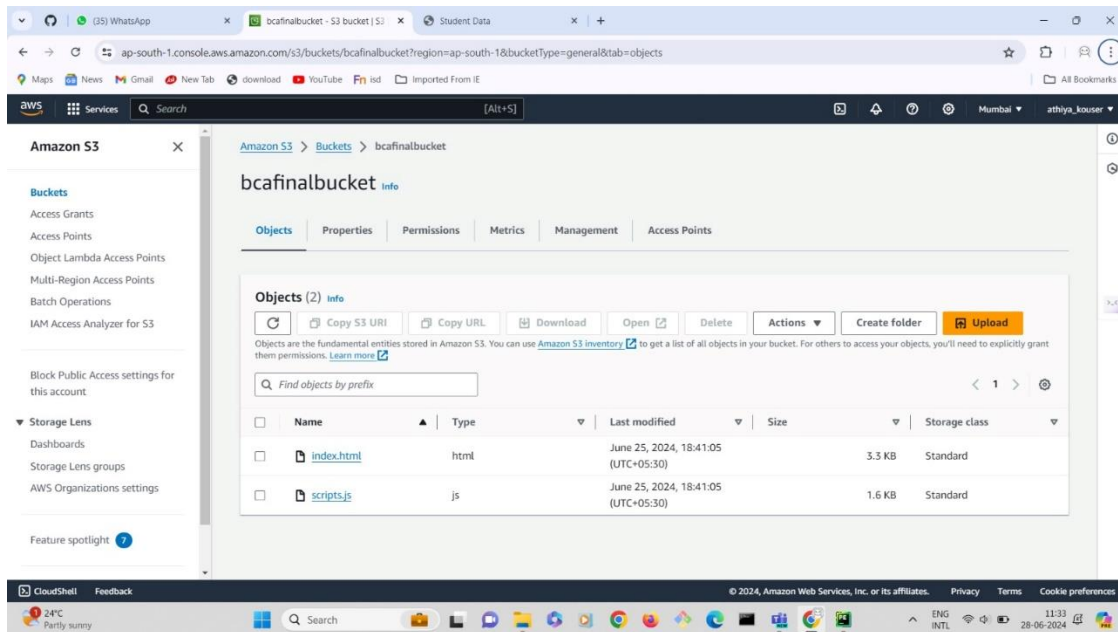 (35) WhatsApp
bcafinalbucket - S3 bucket | S3
Student Data
ap-south-1.console.aws.amazon.com/s3/buckets/bcafinalbucket?region=ap-south-1&bucketType=general&tab=objects
Maps News Gmail New Tab download YouTube isd Imported From IE All Bookmarks
aws Services Search [Alt+S] Mumbai athiya_kouser
Amazon S3
Buckets
Access Grants
Access Points
Object Lambda Access Points
Multi-Region Access Points
Batch Operations
IAM Access Analyzer for S3
Block Public Access settings for
this account
Storage Lens
Dashboards
Storage Lens groups
AWS Organizations settings
Feature spotlight 7
Amazon S3 > Buckets > bcafinalbucket
bcafinalbucket Info
Objects Properties Permissions Metrics Management Access Points
Objects (2) Info
Copy S3 URI Copy URL Download Open Delete Actions Create folder Upload
Objects are the fundamental entities stored in Amazon S3. You can use Amazon S3 inventory to get a list of all objects in your bucket. For others to access your objects, you'll need to explicitly grant
them permissions. Learn more
Find objects by prefix
< 1 >
Name Type Last modified Size Storage class
index.html html June 25, 2024, 18:41:05 (UTC+05:30) 3.3 KB Standard
scripts.js js June 25, 2024, 18:41:05 (UTC+05:30) 1.6 KB Standard
CloudShell Feedback © 2024, Amazon Web Services, Inc. or its affiliates. Privacy Terms Cookie preferences
1 24°C
Partly sunny
Search
ENG
INTL
11:33
28-06-2024